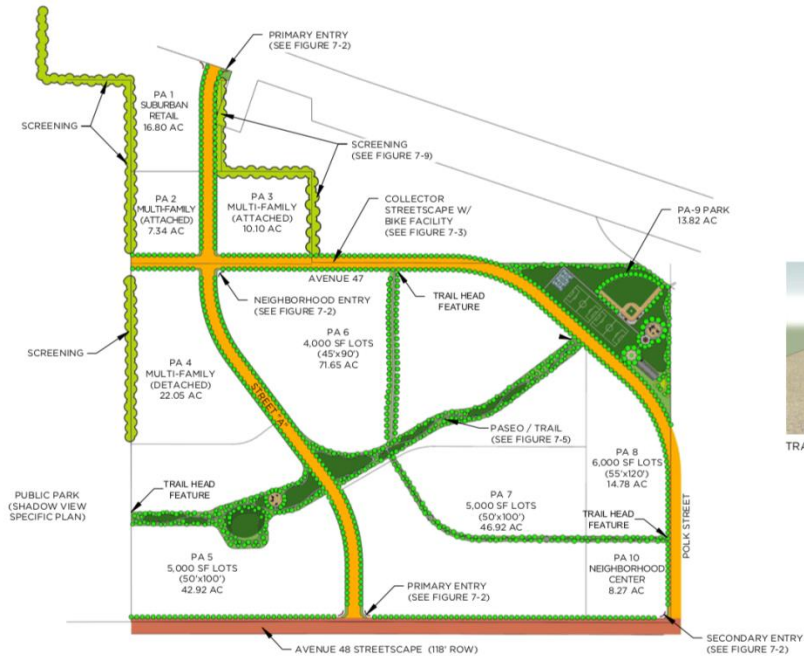 PRIMARY ENTRY
(SEE FIGURE 7-2)
PA 1
SUBURBAN
RETAIL
16.80 AC
SCREENING
SCREENING
(SEE FIGURE 7-9)
PA 2
MULTI-FAMILY
(ATTACHED)
7.34 AC
PA 3
MULTI-FAMILY
(ATTACHED)
10.10 AC
COLLECTOR
STREETSCAPE W/
BIKE FACILITY
(SEE FIGURE 7-3)
PA-9 PARK
13.82 AC
AVENUE 47
NEIGHBORHOOD ENTRY
(SEE FIGURE 7-2)
TRAIL HEAD
FEATURE
SCREENING
PA 6
4,000 SF LOTS
(45'x90')
71.65 AC
PA 4
MULTI-FAMILY
(DETACHED)
22.05 AC
STREET "A"
PASEO / TRAIL
(SEE FIGURE 7-5)
TRA
PA 8
6,000 SF LOTS
(55'x120')
14.78 AC
PUBLIC PARK
(SHADOW VIEW
SPECIFIC PLAN)
TRAIL HEAD
FEATURE
PA 7
5,000 SF LOTS
(50'x100')
46.92 AC
TRAIL HEAD
FEATURE
POLK STREET
PA 5
5,000 SF LOTS
(50'x100')
42.92 AC
PA 10
NEIGHBORHOOD
CENTER
8.27 AC
PRIMARY ENTRY
(SEE FIGURE 7-2)
SECONDARY ENTRY
(SEE FIGURE 7-2)
AVENUE 48 STREETSCAPE (118' ROW)